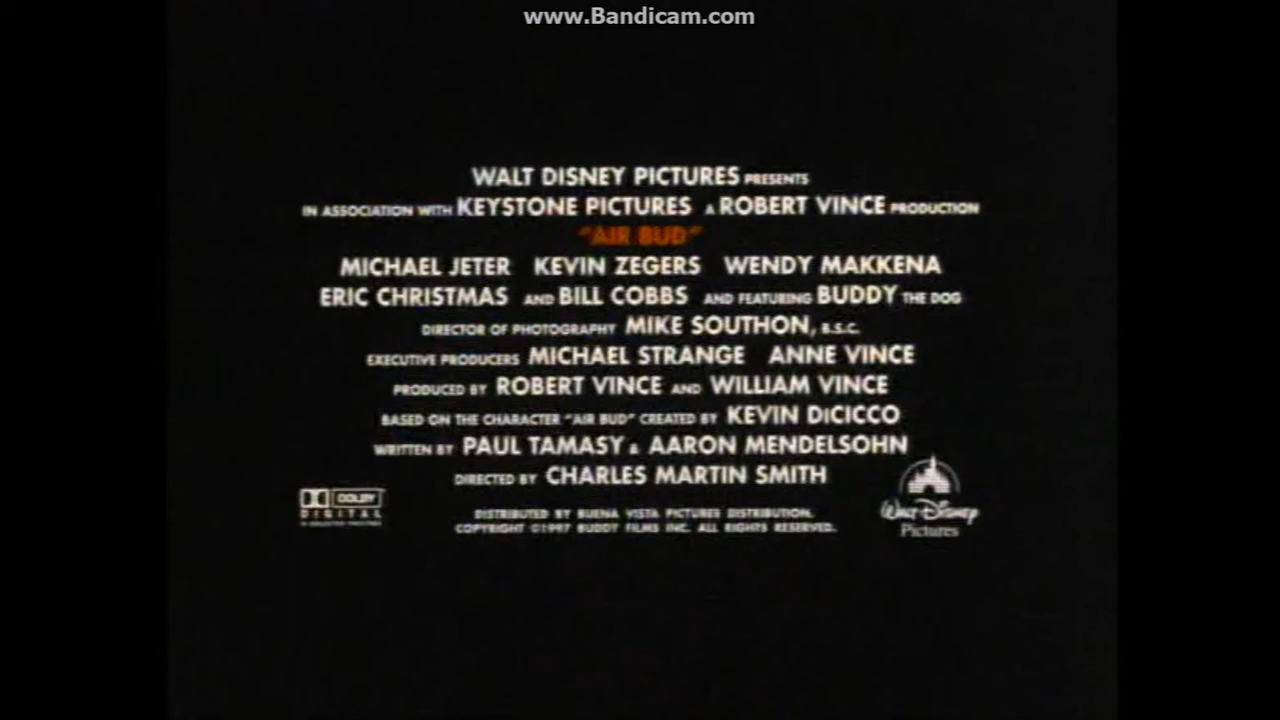 www.Bandicam.com
WALT DISNEY PICTURES PRESENTS
IN ASSOCIATION WITH KEYSTONE PICTURES A ROBERT VINCE PRODUCTION
"AIR BUD"
MICHAEL JETER KEVIN ZEGERS WENDY MAKKENA
ERIC CHRISTMAS AND BILL COBBS AND FEATURING BUDDY THE DOG
DIRECTOR OF PHOTOGRAPHY MIKE SOUTHON, B.S.C.
EXECUTIVE PRODUCERS MICHAEL STRANGE ANNE VINCE
PRODUCED BY ROBERT VINCE AND WILLIAM VINCE
BASED ON THE CHARACTER "AIR BUD" CREATED BY KEVIN DiCICCO
WRITTEN BY PAUL TAMASY & AARON MENDELSOHN
DIRECTED BY CHARLES MARTIN SMITH
DOLBY
DIGITAL
IN SELECTED THEATRES
DISTRIBUTED BY BUENA VISTA PICTURES DISTRIBUTION.
COPYRIGHT ©1997 BUDDY FILMS INC. ALL RIGHTS RESERVED.
Walt Disney
Pictures